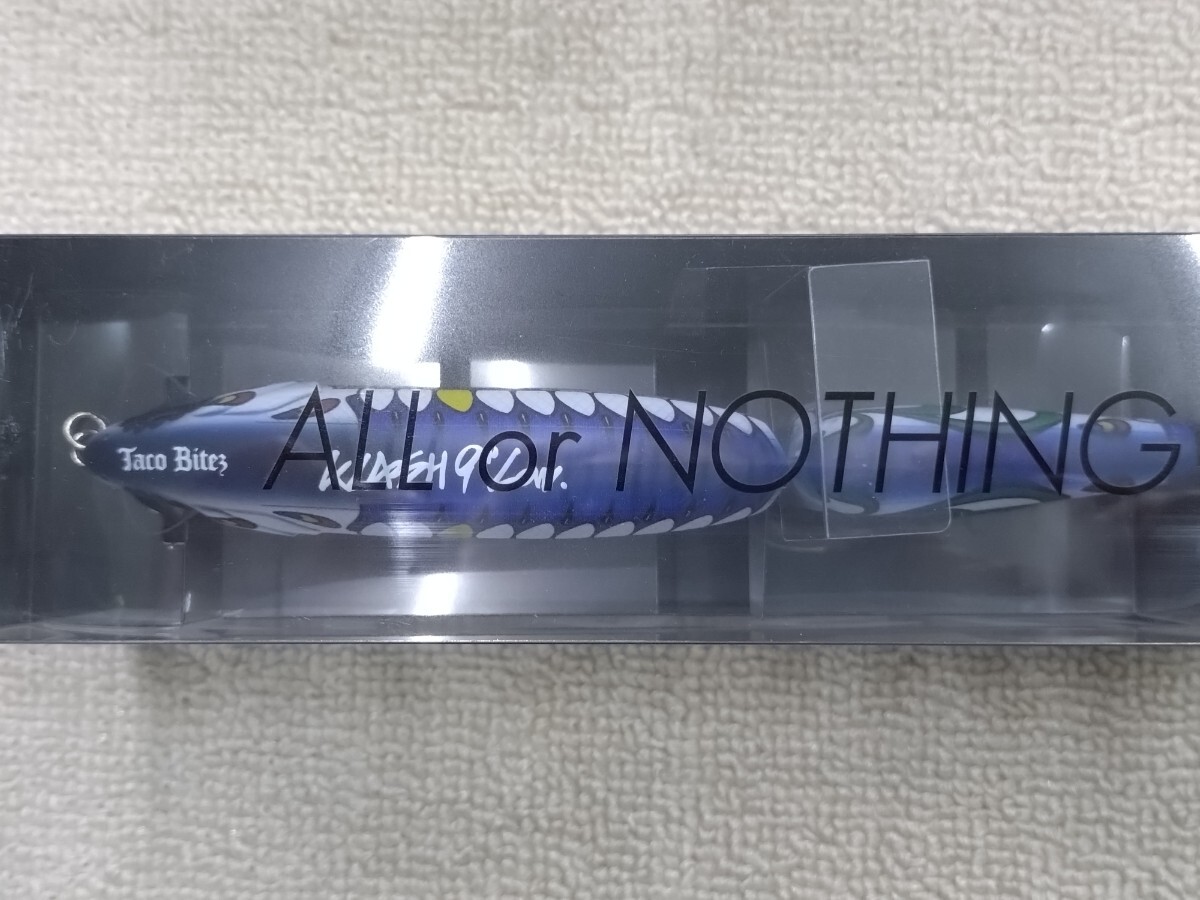 Taco Bitez
ALL or NOTHING